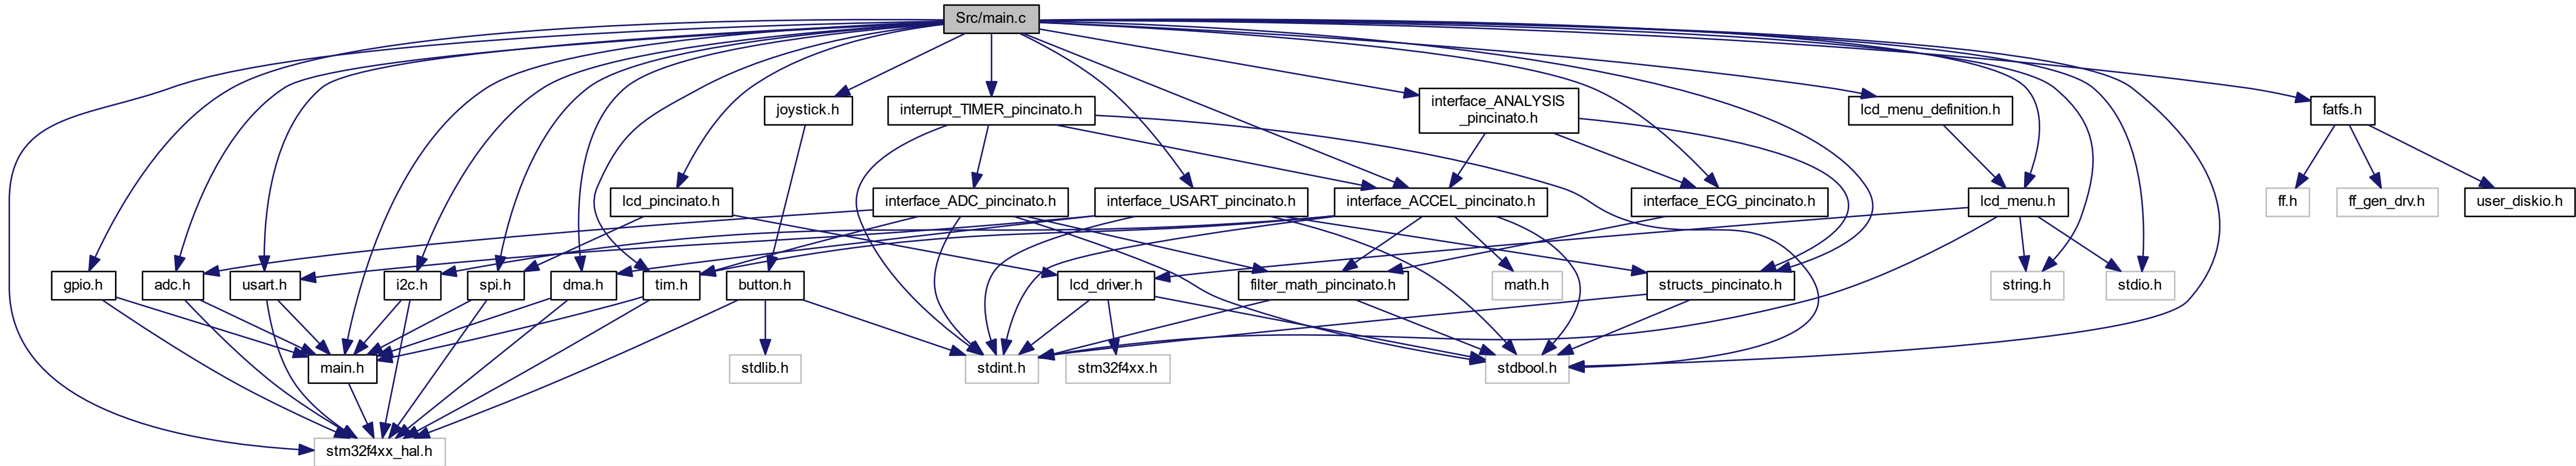 Src/main.c
joystick.h
interrupt_TIMER_pincinato.h
interface_ANALYSIS
_pincinato.h
lcd_menu_definition.h
fatfs.h
lcd_pincinato.h
interface_ADC_pincinato.h
interface_USART_pincinato.h
interface_ACCEL_pincinato.h
interface_ECG_pincinato.h
lcd_menu.h
ff.h
ff_gen_drv.h
user_diskio.h
gpio.h
adc.h
usart.h
i2c.h
spi.h
dma.h
tim.h
button.h
lcd_driver.h
filter_math_pincinato.h
math.h
structs_pincinato.h
string.h
stdio.h
main.h
stdlib.h
stdint.h
stm32f4xx.h
stdbool.h
stm32f4xx_hal.h